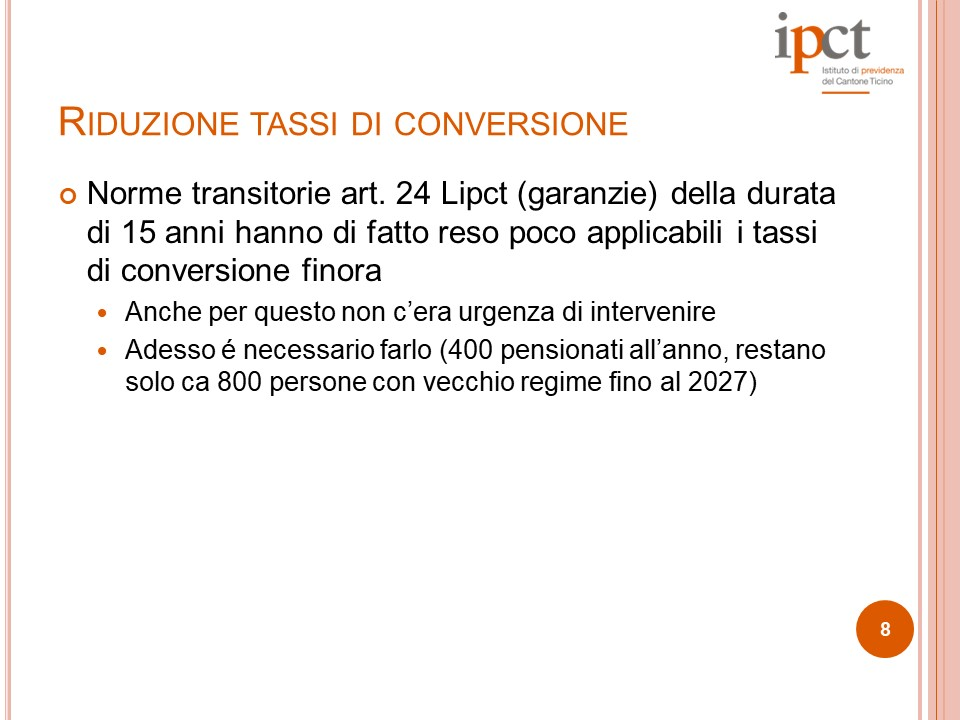 ipct
Istituto di previdenza
del Cantone Ticino
RIDUZIONE TASSI DI CONVERSIONE
Norme transitorie art. 24 Lipct (garanzie) della durata
di 15 anni hanno di fatto reso poco applicabili i tassi
di conversione finora
Anche per questo non c’era urgenza di intervenire
Adesso é necessario farlo (400 pensionati all’anno, restano
solo ca 800 persone con vecchio regime fino al 2027)
8